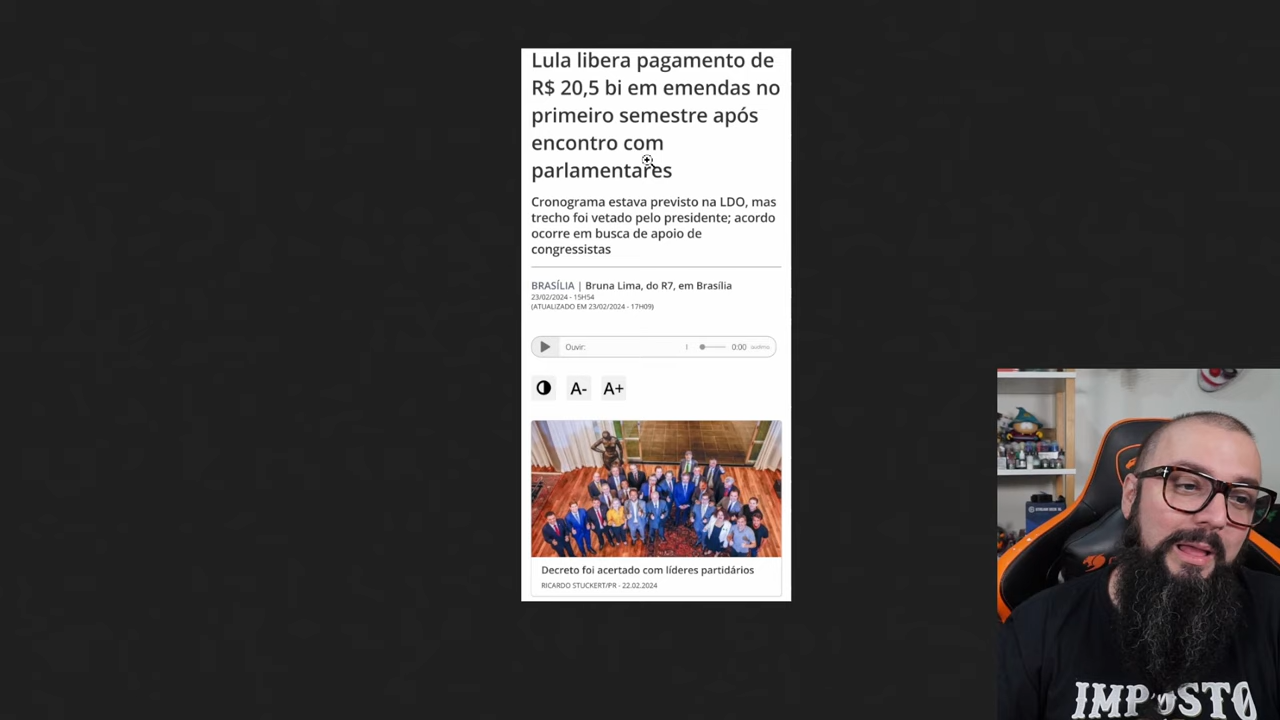 Lula libera pagamento de
R$ 20,5 bi em emendas no
primeiro semestre após
encontro com
parlamentares
Cronograma estava previsto na LDO, mas
trecho foi vetado pelo presidente; acordo
ocorre em busca de apoio de
congressistas
BRASÍLIA | Bruna Lima, do R7, em Brasília
23/02/2024 - 15H54
(ATUALIZADO EM 23/02/2024 - 17H09)
Ouvir:
1
0:00
audima
A-
A+
Decreto foi acertado com líderes partidários
RICARDO STUCKERT/PR - 22.02.2024
IMPOSTO